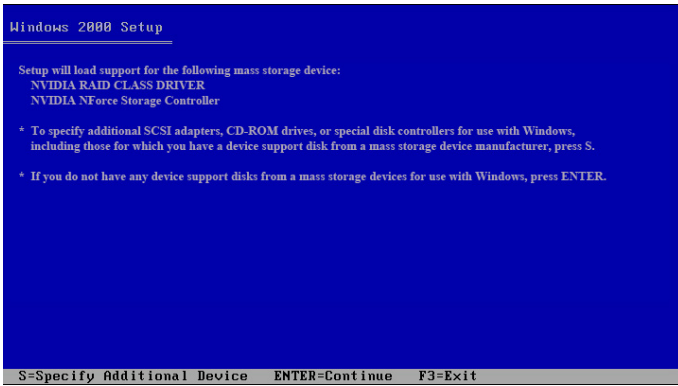 Windows 2000 Setup
Setup will load support for the following mass storage device:
NVIDIA RAID CLASS DRIVER
NVIDIA NForce Storage Controller
* To specify additional SCSI adapters, CD-ROM drives, or special disk controllers for use with Windows,
including those for which you have a device support disk from a mass storage device manufacturer, press S.
* If you do not have any device support disks from a mass storage devices for use with Windows, press ENTER.
S=Specify Additional Device ENTER=Continue F3=Exit